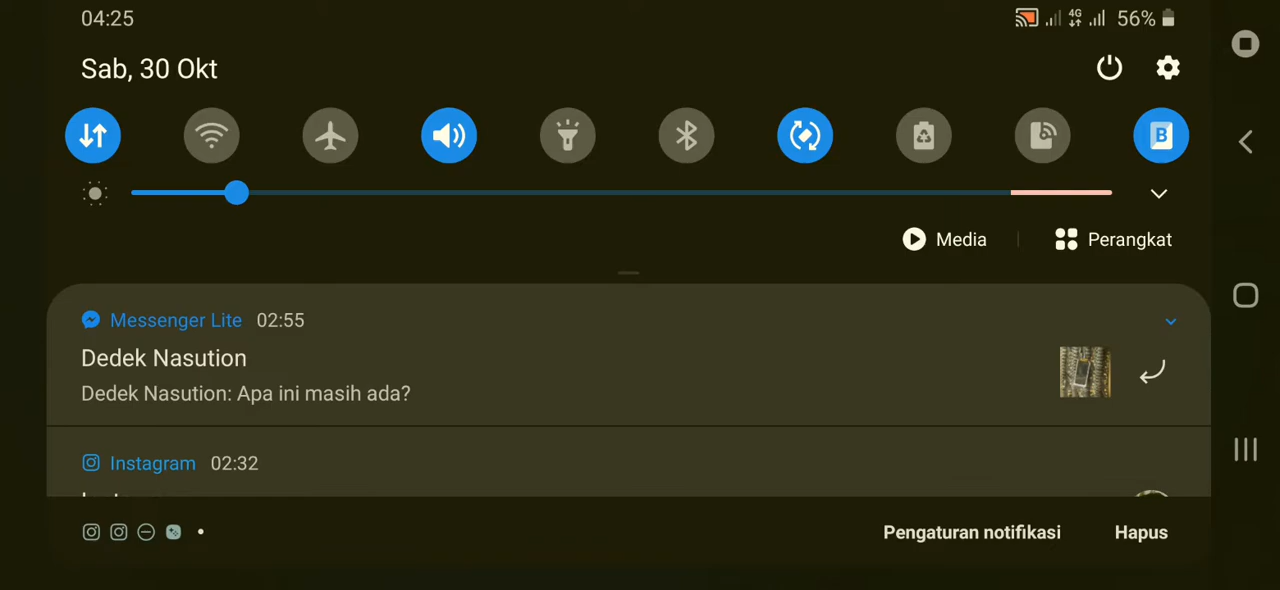 04:25
4G
56%
Sab, 30 Okt
B
Media
Perangkat
Messenger Lite 02:55
Dedek Nasution
Dedek Nasution: Apa ini masih ada?
Instagram 02:32
Pengaturan notifikasi
Hapus